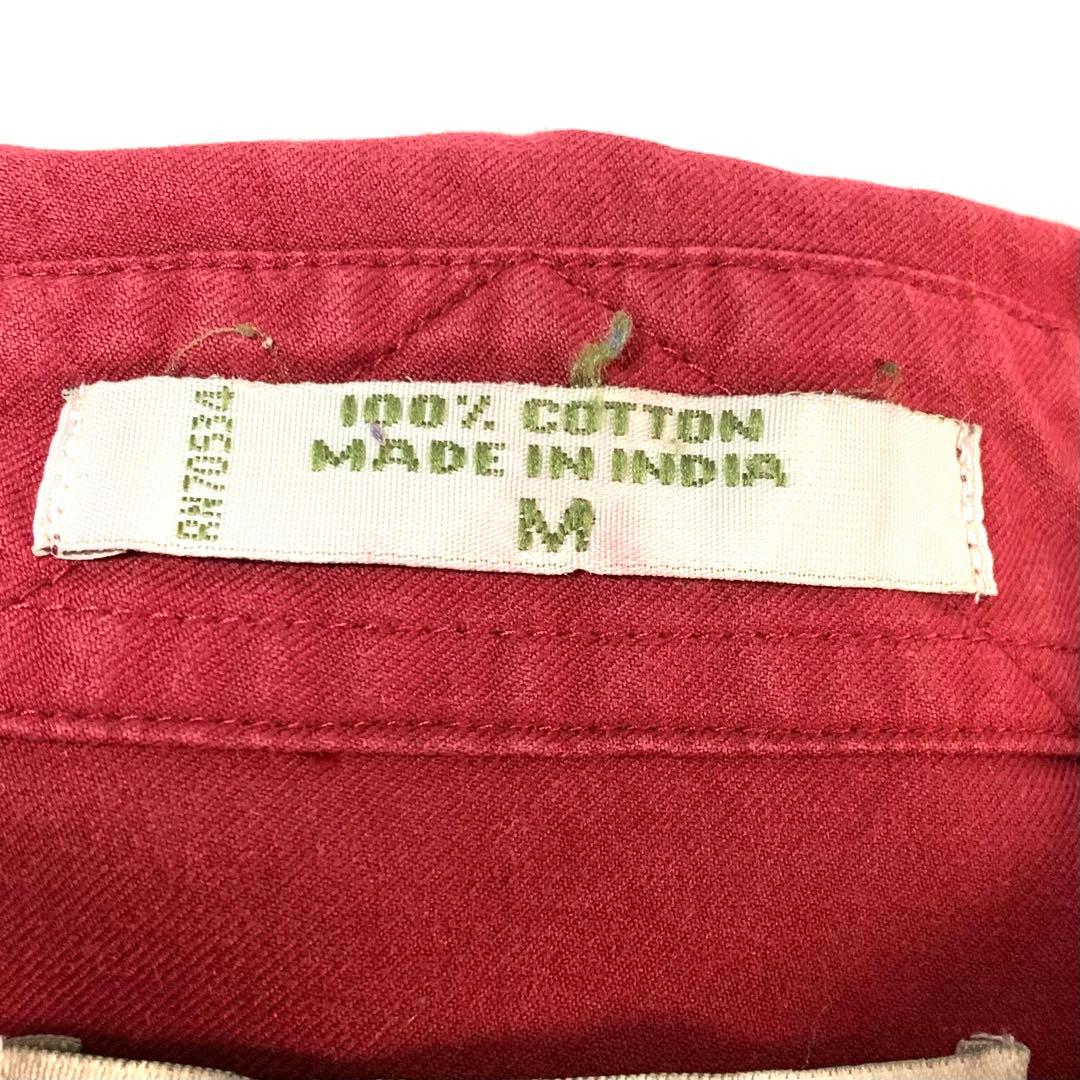 100% COTTON
MADE IN INDIA
M
RN70534